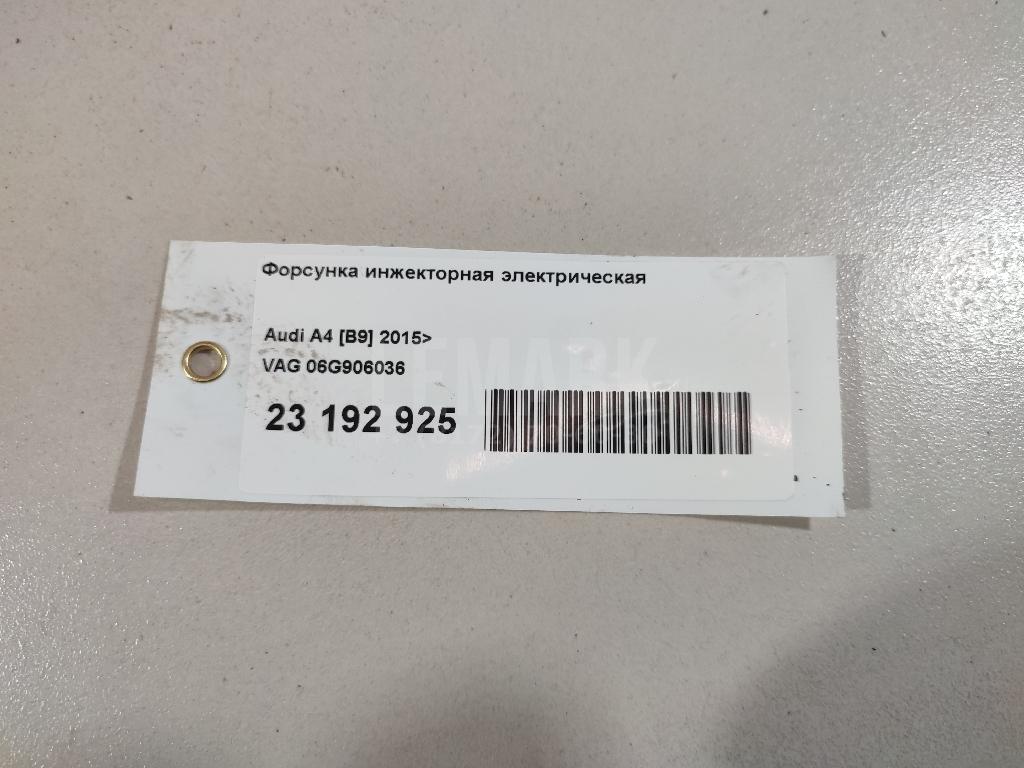 Форсунка инжекторная электрическая
Audi A4 [B9] 2015>
VAG 06G906036
23 192 925